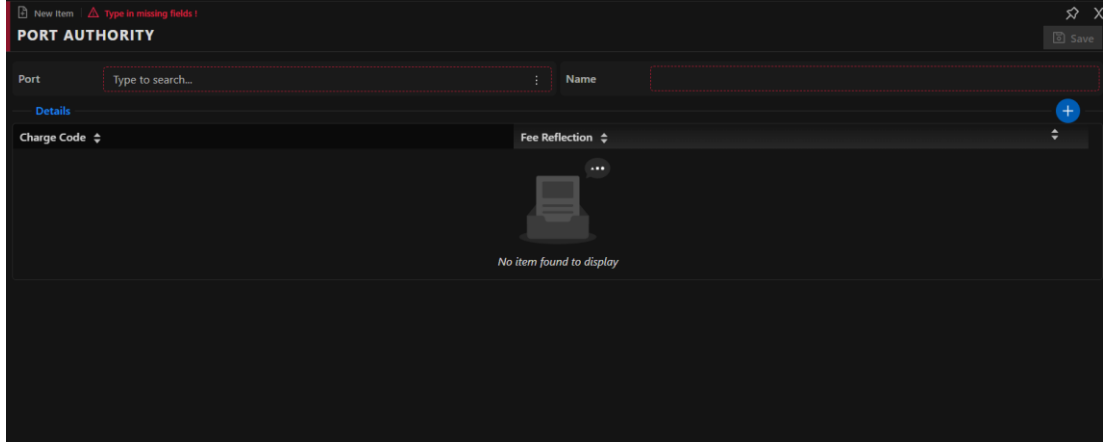 New Item Type in missing fields !
X
PORT AUTHORITY
Save
Port Type to search... Name
Details
Charge Code Fee Reflection
No item found to display